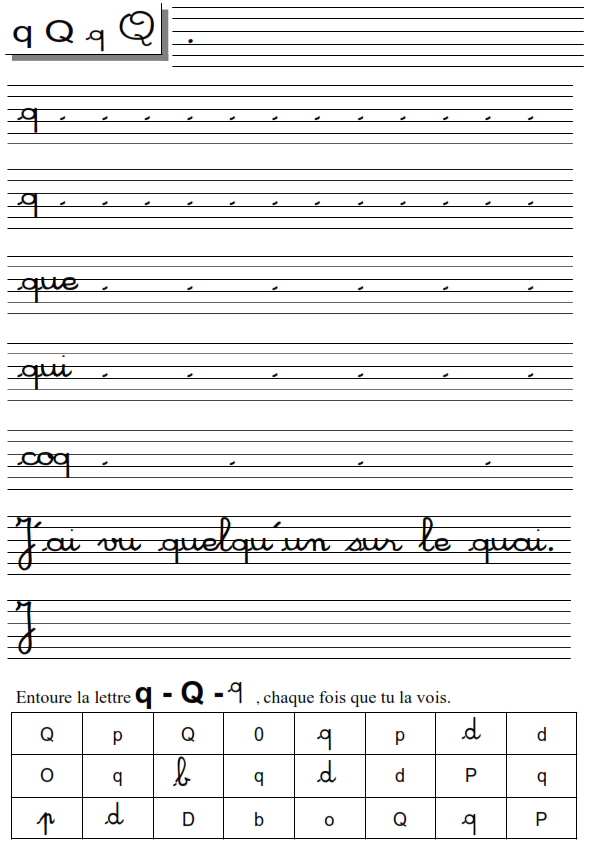 q Q q Q .
q
q
que
qui
coq
J'ai vu quelqu'un sur le quai.
J
Entoure la lettre q - Q - q , chaque fois que tu la vois.
Q p Q 0 q p d d
O q b q d d P q
p d D b o Q q P